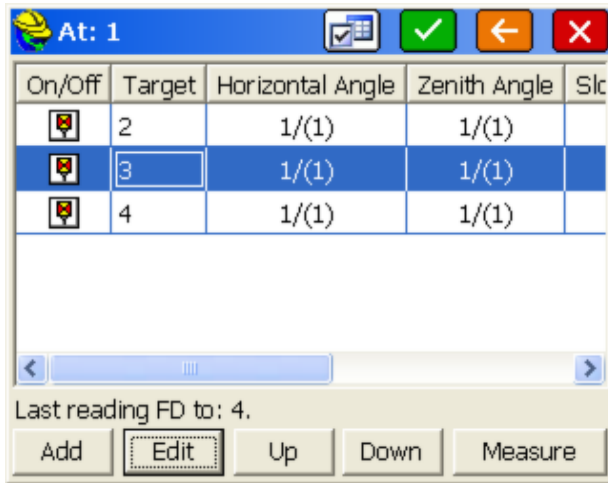 At: 1
On/Off Target Horizontal Angle Zenith Angle Slo
2 1/(1) 1/(1)
3 1/(1) 1/(1)
4 1/(1) 1/(1)
Last reading FD to: 4.
Add Edit Up Down Measure